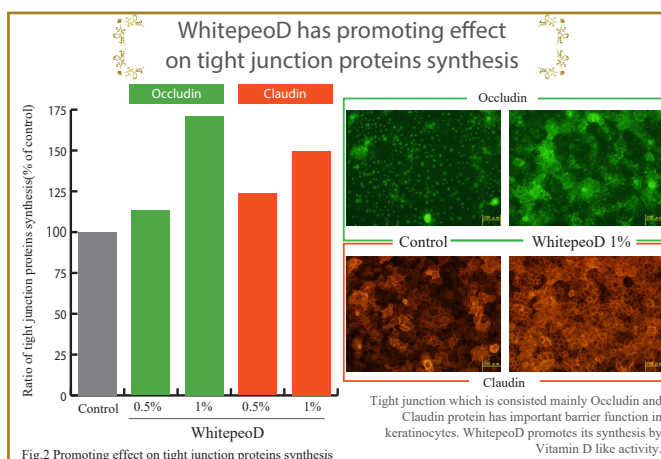 WhitepeoD has promoting effect
on tight junction proteins synthesis
Ratio of tight junction proteins synthesis(% of control)
175
150
125
100
75
50
25
0
Occludin
Claudin
Control
0.5%
1%
0.5%
1%
WhitepeoD
Fig.2 Promoting effect on tight junction proteins synthesis
Occludin
Control
WhitepeoD 1%
Claudin
Tight junction which is consisted mainly Occludin and
Claudin protein has important barrier function in
keratinocytes. WhitepeoD promotes its synthesis by
Vitamin D like activity.